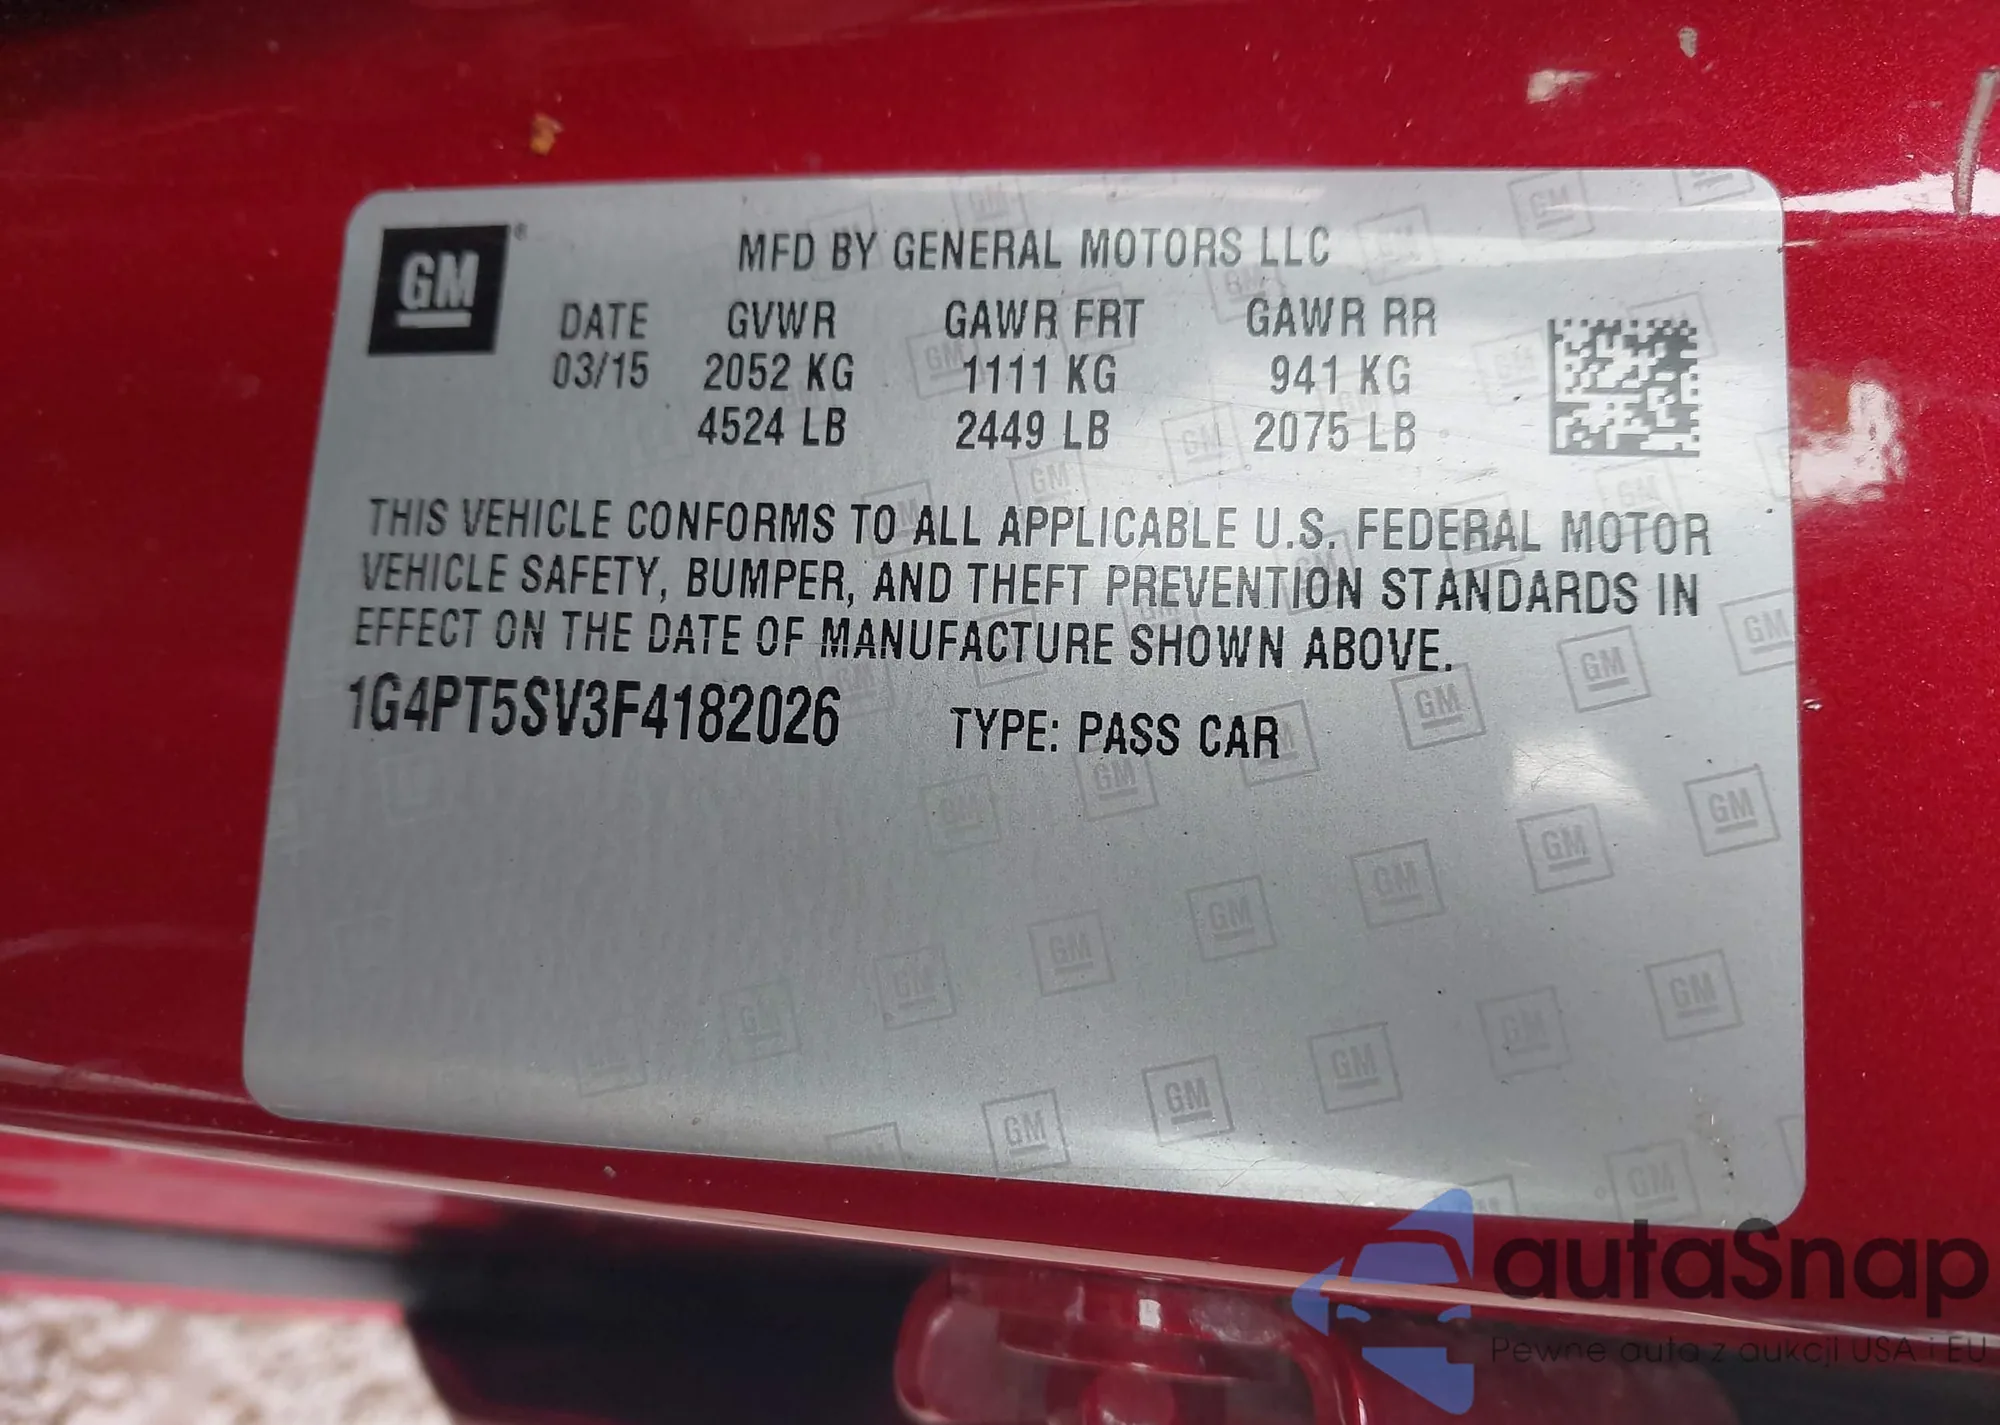 GM®
MFD BY GENERAL MOTORS LLC
DATE GVWR GAWR FRT GAWR RR
03/15 2052 KG 1111 KG 941 KG
4524 LB 2449 LB 2075 LB
THIS VEHICLE CONFORMS TO ALL APPLICABLE U.S. FEDERAL MOTOR
VEHICLE SAFETY, BUMPER, AND THEFT PREVENTION STANDARDS IN
EFFECT ON THE DATE OF MANUFACTURE SHOWN ABOVE.
1G4PT5SV3F4182026 TYPE: PASS CAR
autaSnap
Pewne auta z aukcji USA i EU